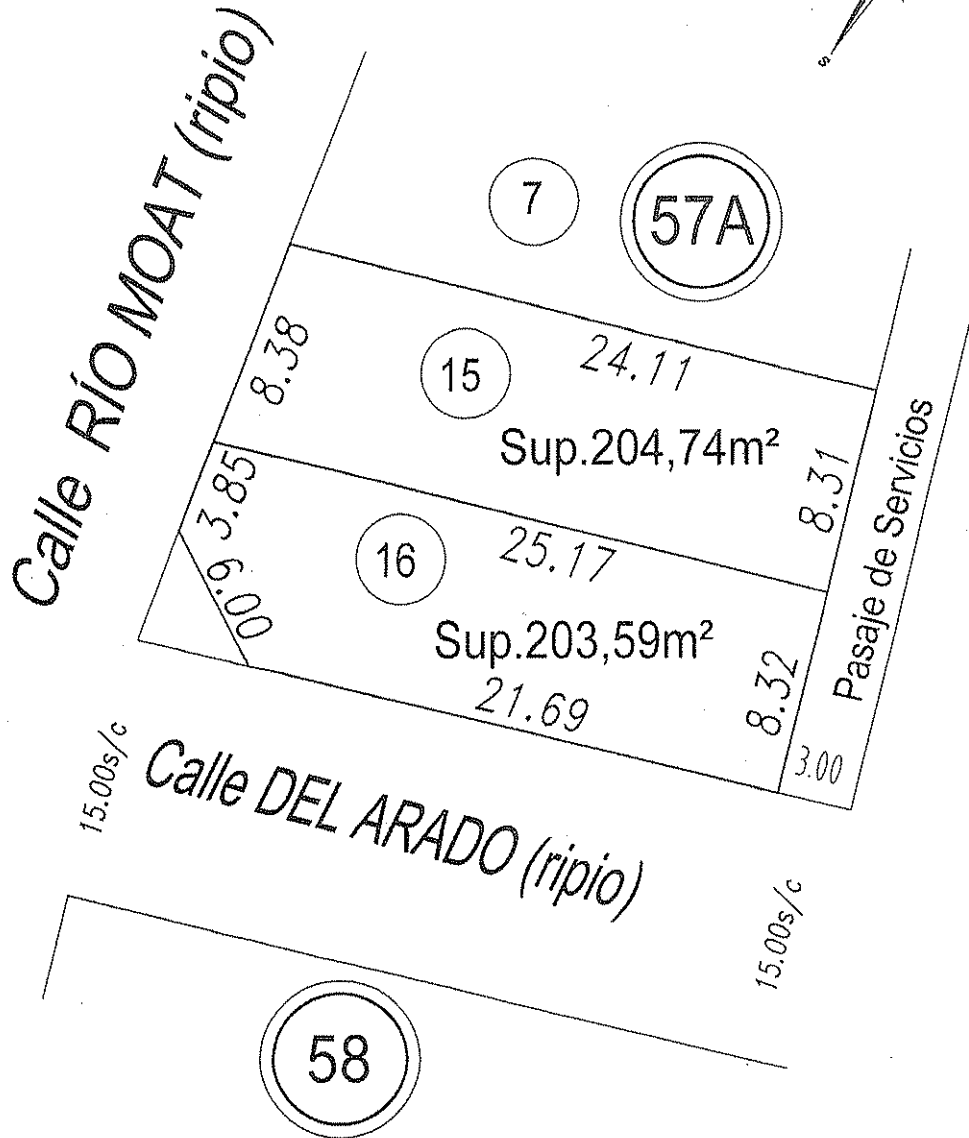 s
Calle RÍO MOAT (ripio)
7
57A
8.38
15
24.11
Sup.204,74m²
8.31
Pasaje de Servicios
3.85
6.00
16
25.17
Sup.203,59m²
21.69
8.32
3.00
15.00s/c
Calle DEL ARADO (ripio)
15.00s/c
58